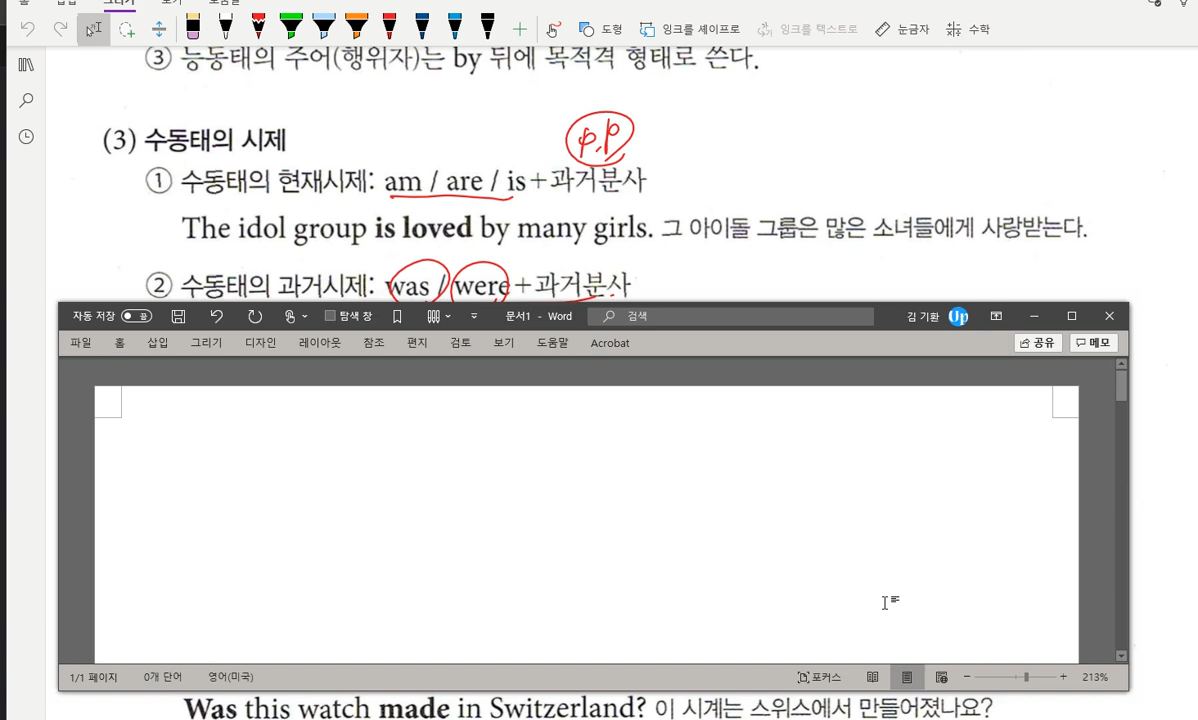 잉크를 셰이프로
도형
잉크를 텍스트로
눈금자
수학
③ 능동태의 주어(행위자)는 by 뒤에 목적격 형태로 쓴다.
(3) 수동태의 시제
p.p
① 수동태의 현재시제: am / are / is+과거분사
The idol group is loved by many girls. 그 아이돌 그룹은 많은 소녀들에게 사랑받는다.
② 수동태의 과거시제: was / were+과거분사
자동 저장 끔 탐색 창 문서1 - Word 검색 김 기환 Up
파일 홈 삽입 그리기 디자인 레이아웃 참조 편지 검토 보기 도움말 Acrobat 공유 메모
1/1 페이지 0개 단어 영어(미국) 포커스 213%
Was this watch made in Switzerland? 이 시계는 스위스에서 만들어졌나요?